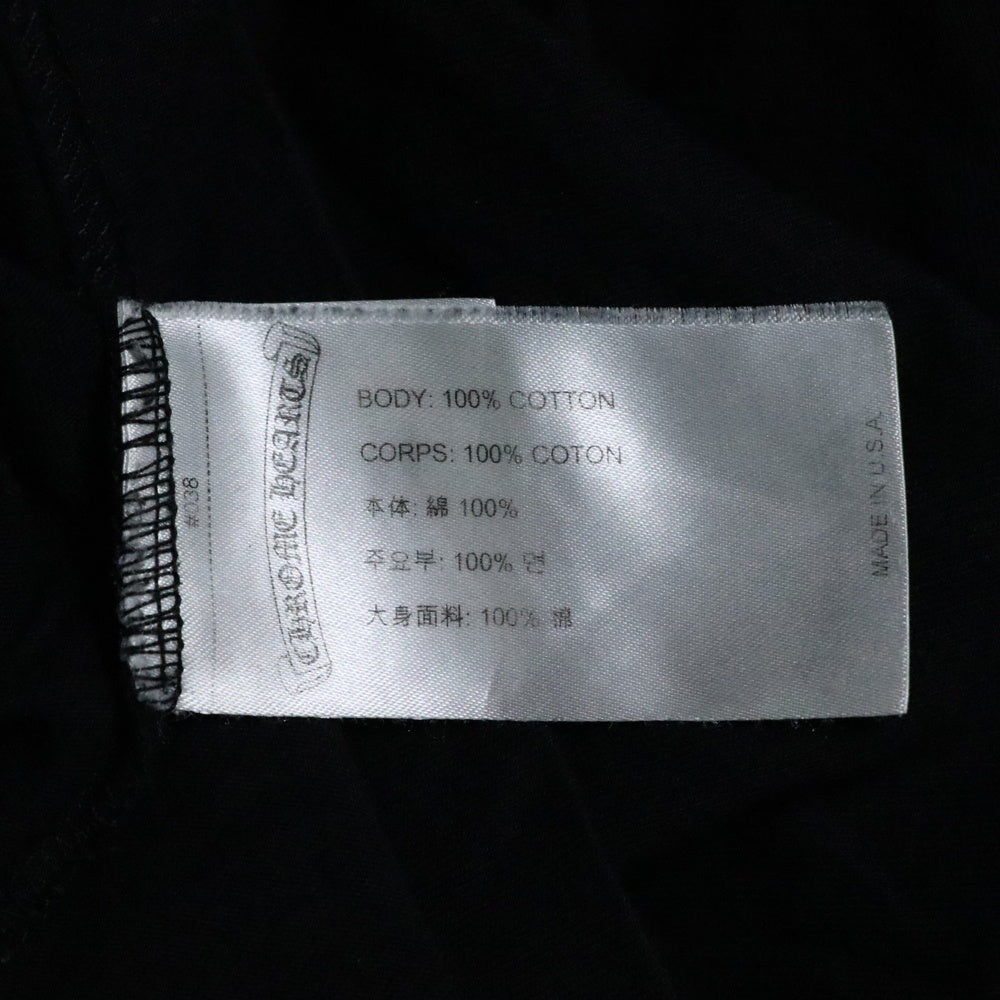 #038
CHROME HEARTS
BODY: 100% COTTON
CORPS: 100% COTON
本体: 綿 100%
주요부: 100% 면
大身面料: 100% 棉
MADE IN U.S.A.